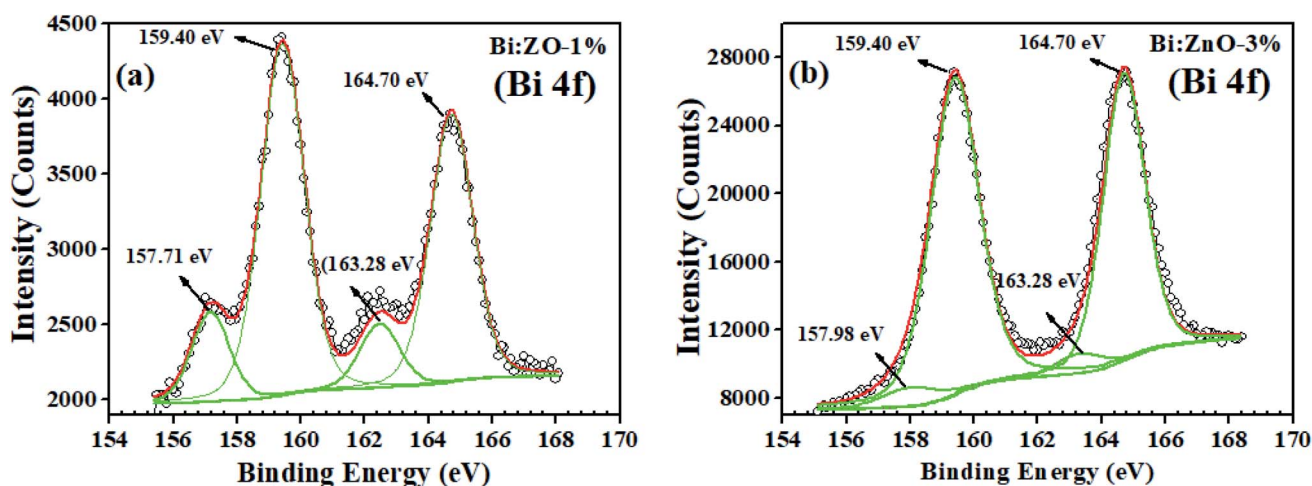 (a)
Bi:ZO-1%
(Bi 4f)
159.40 eV
164.70 eV
157.71 eV
(163.28 eV
Intensity (Counts)
4500
4000
3500
3000
2500
2000
154 156 158 160 162 164 166 168 170
Binding Energy (eV)
(b)
Bi:ZnO-3%
(Bi 4f)
159.40 eV
164.70 eV
163.28 eV
157.98 eV
Intensity (Counts)
28000
24000
20000
16000
12000
8000
154 156 158 160 162 164 166 168 170
Binding Energy (eV)